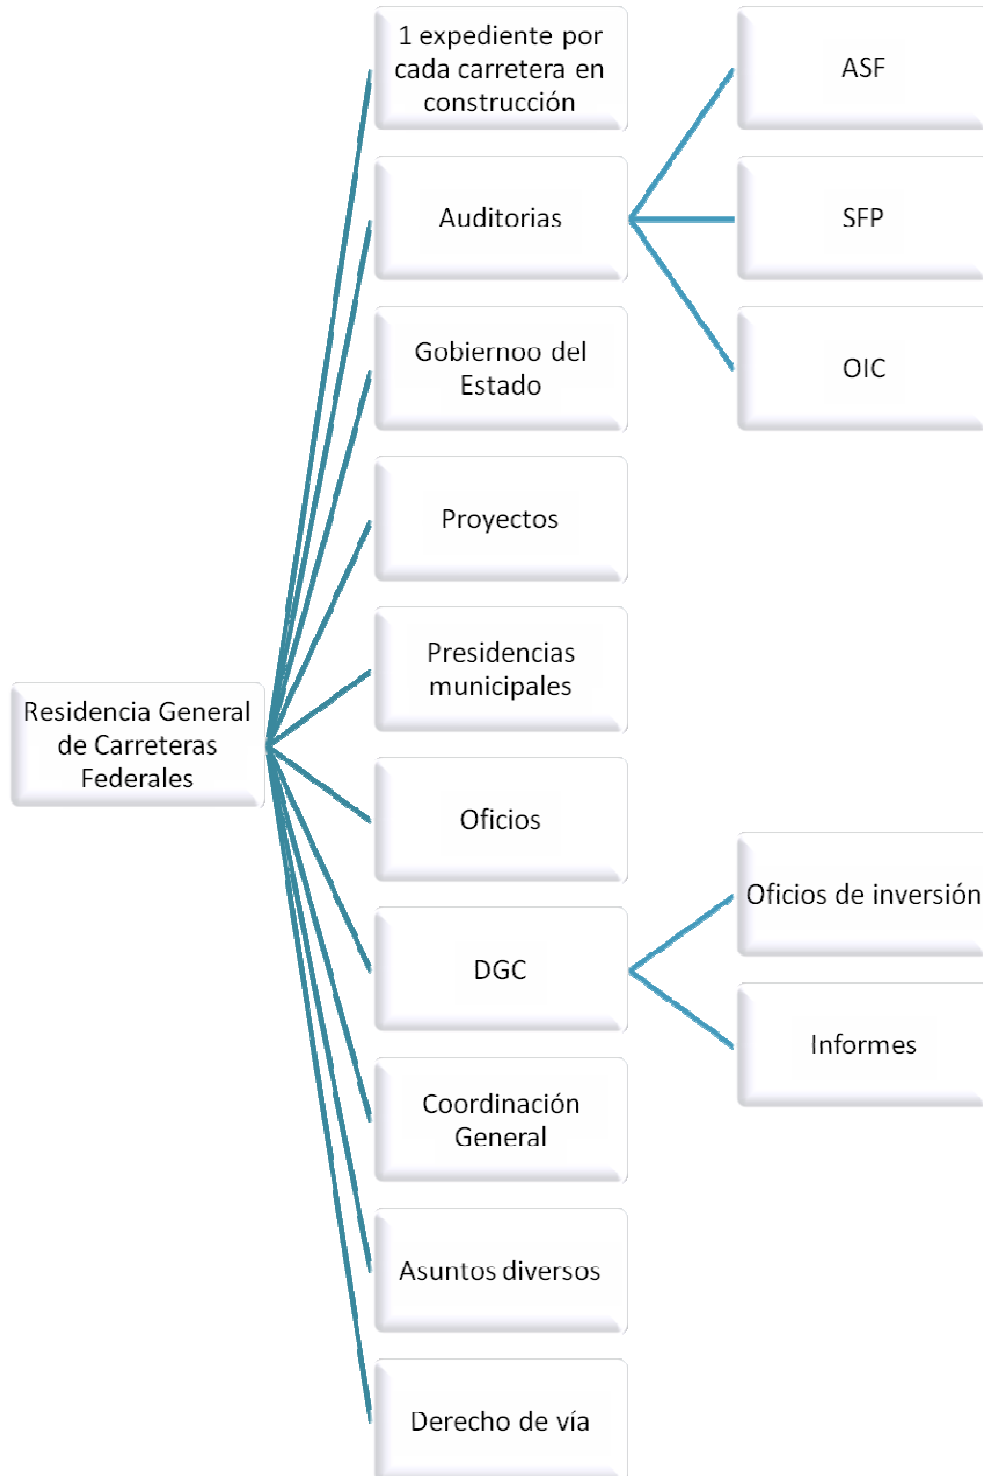 1 expediente por
cada carretera en
construcción
ASF
Auditorias
SFP
Gobiernoo del
Estado
OIC
Proyectos
Presidencias
municipales
Residencia General
de Carreteras
Federales
Oficios
Oficios de inversión
DGC
Informes
Coordinación
General
Asuntos diversos
Derecho de vía